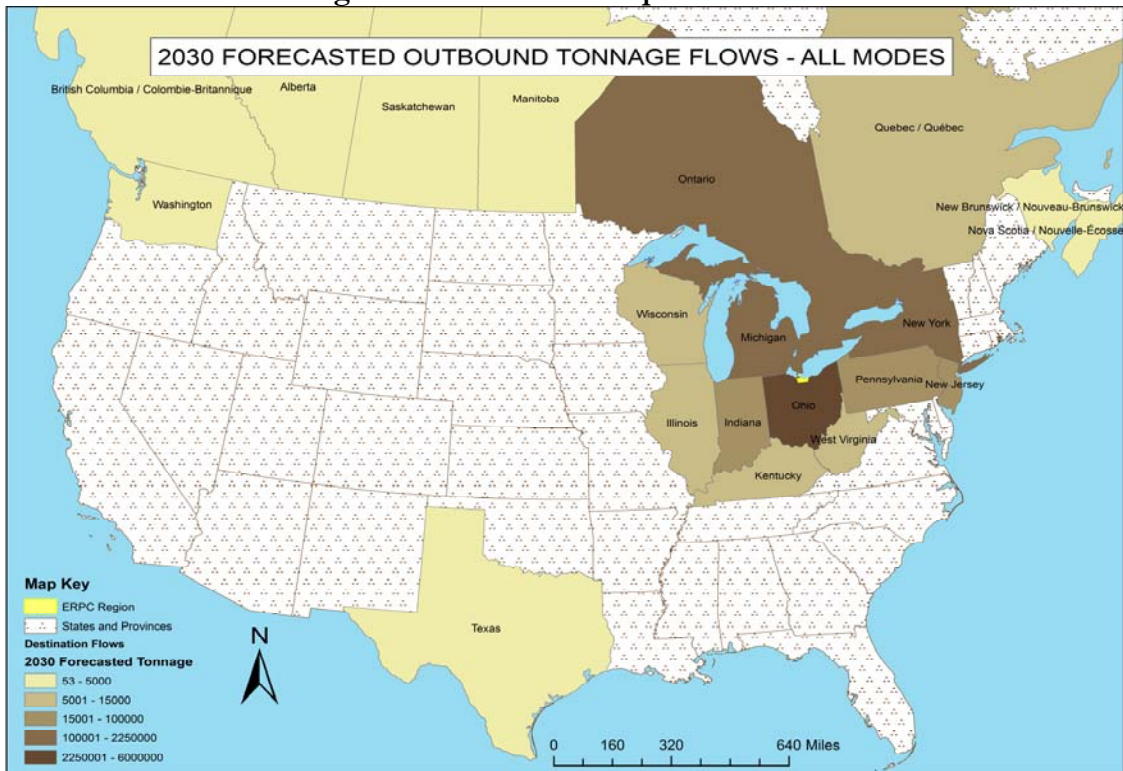 2030 FORECASTED OUTBOUND TONNAGE FLOWS - ALL MODES
British Columbia / Colombie-Britannique
Alberta
Saskatchewan
Manitoba
Quebec / Québec
Ontario
Washington
New Brunswick / Nouveau-Brunswick
Nova Scotia / Nouvelle-Écosse
Wisconsin
Michigan
New York
Pennsylvania
New Jersey
Illinois
Indiana
Ohio
West Virginia
Kentucky
Texas
Map Key
ERPC Region
States and Provinces
Destination Flows
2030 Forecasted Tonnage
53 - 5000
5001 - 15000
15001 - 100000
100001 - 2250000
2250001 - 6000000
N
0 160 320 640 Miles